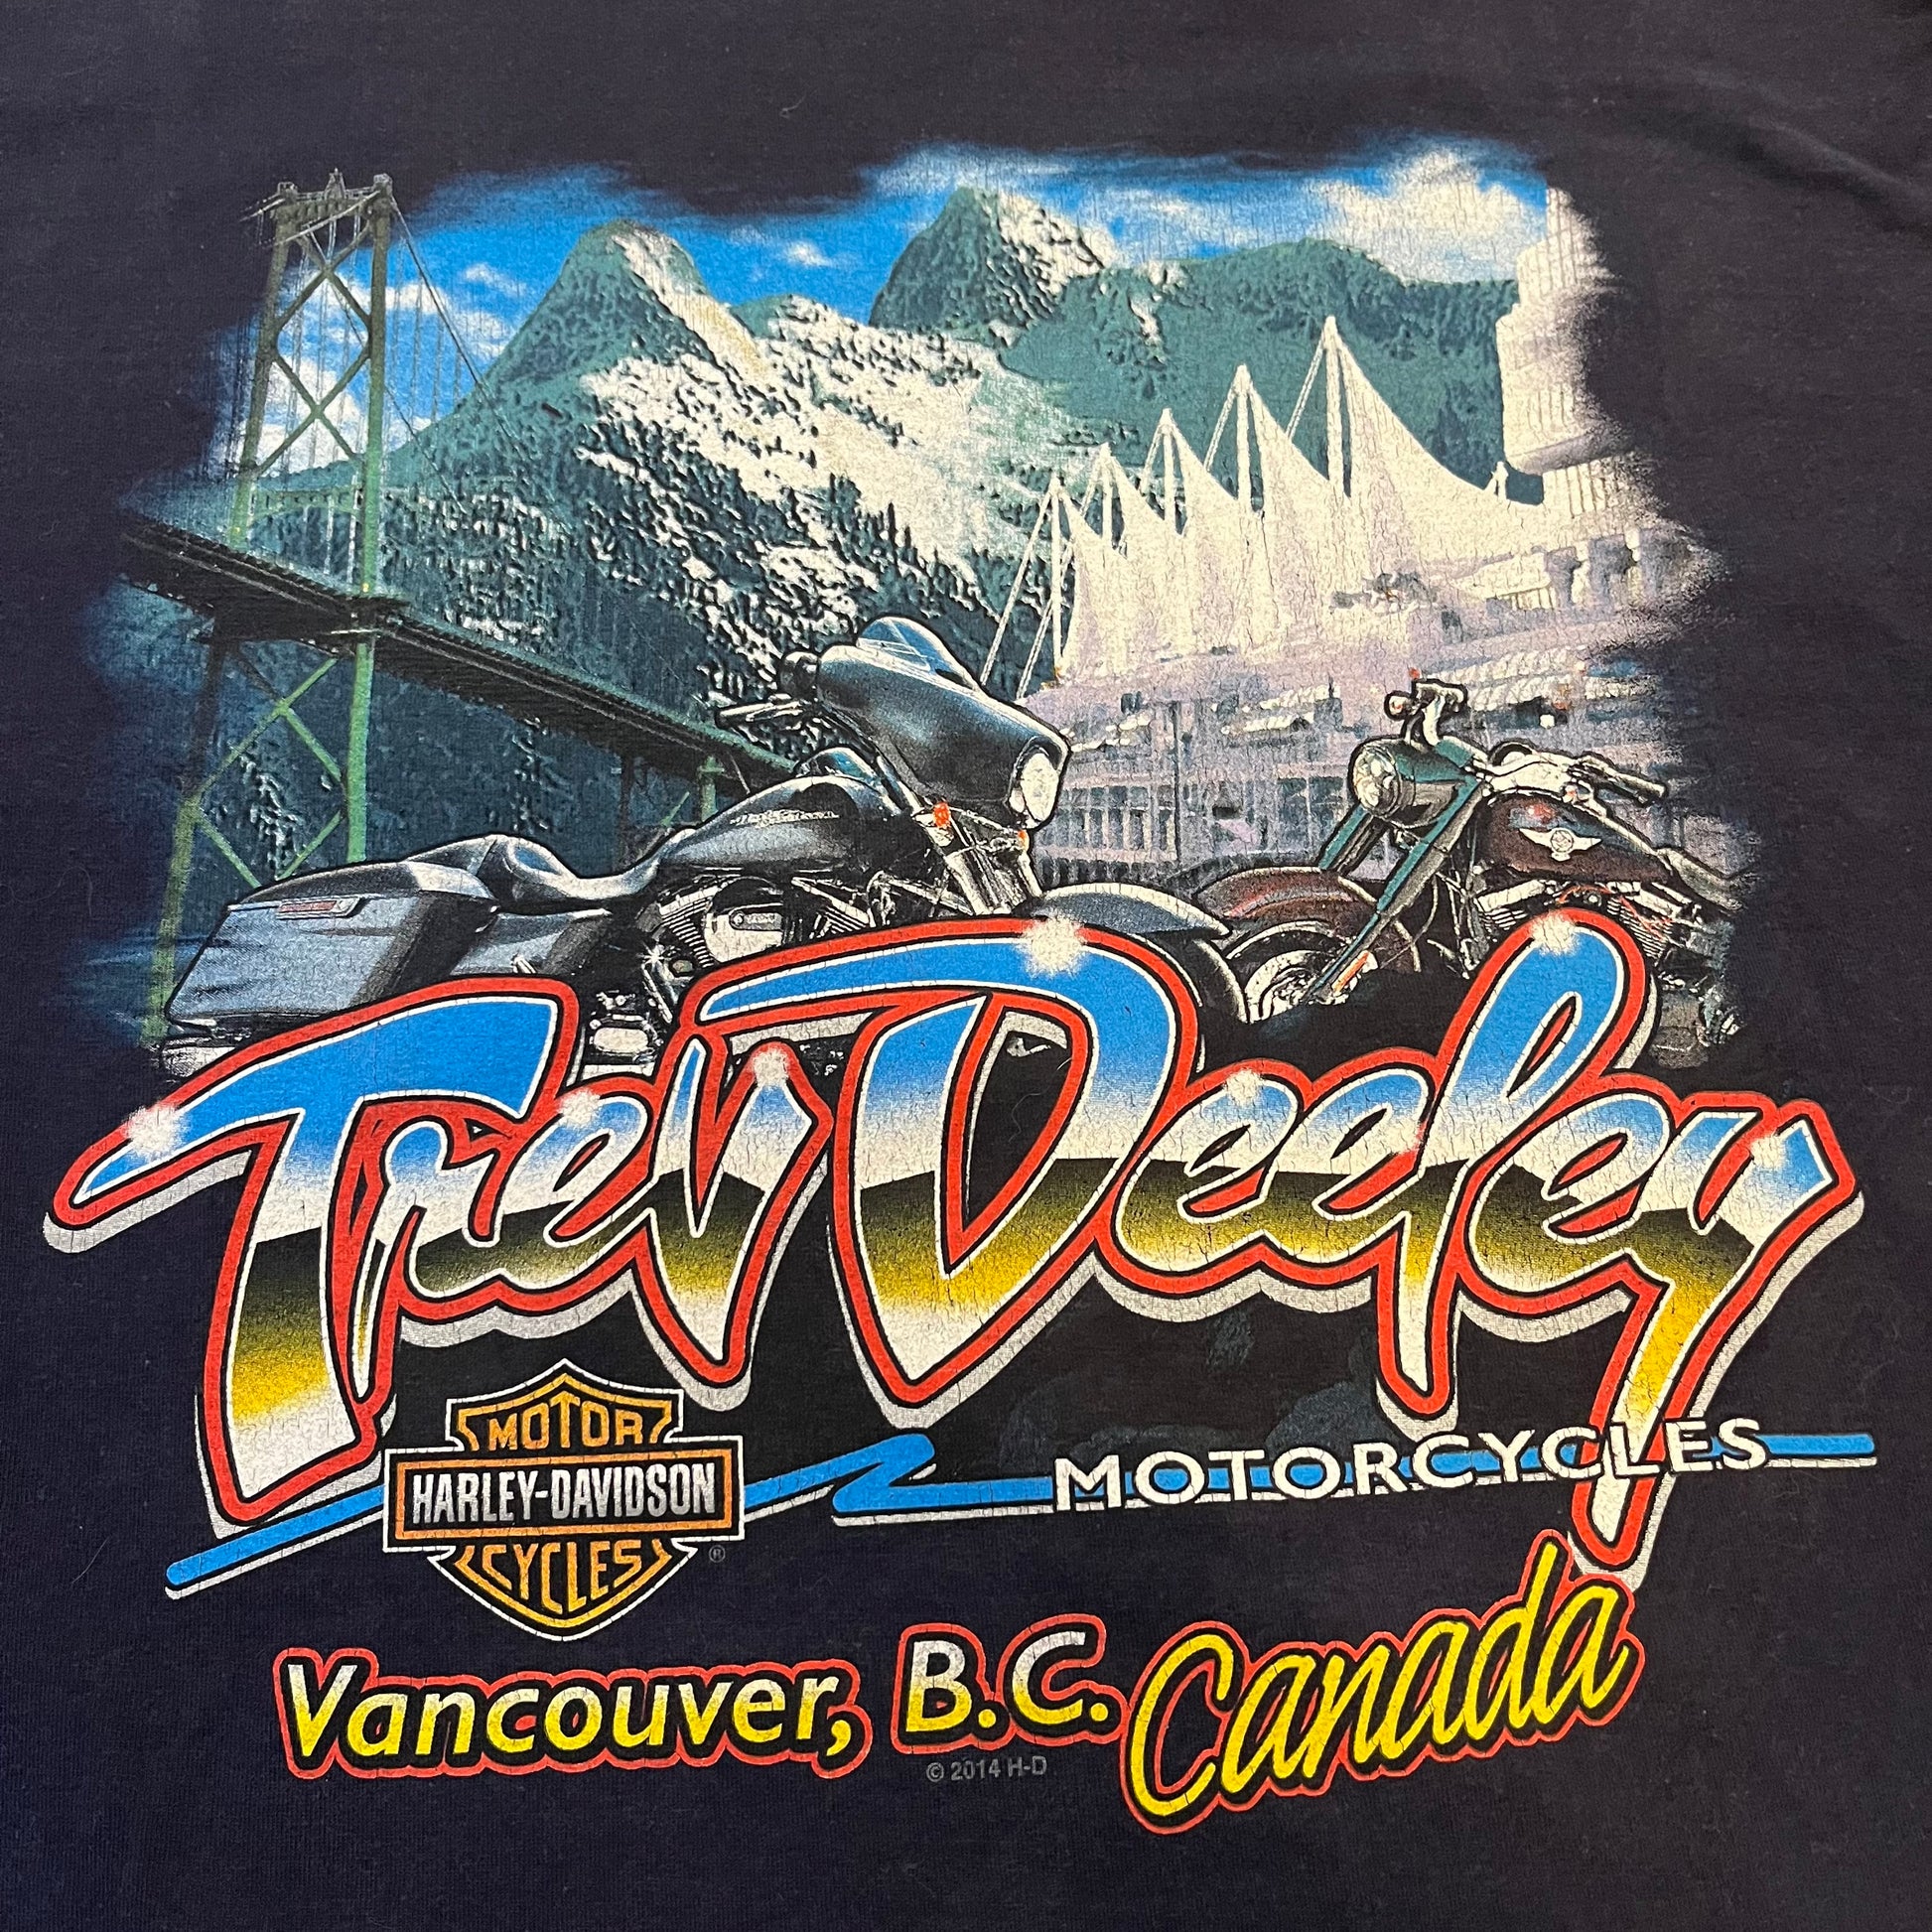 Trev Deeley
MOTORCYCLES
MOTOR
HARLEY-DAVIDSON
CYCLES
®
Vancouver, B.C. Canada
© 2014 H-D